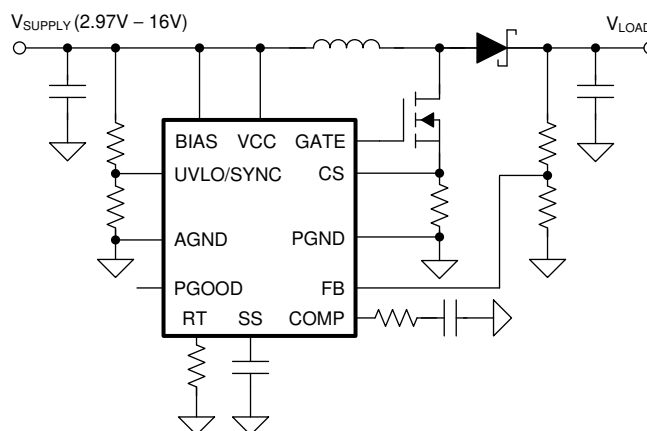 VSUPPLY (2.97V – 16V)
VLOAD
BIAS VCC GATE
UVLO/SYNC CS
AGND PGND
PGOOD FB
RT SS COMP